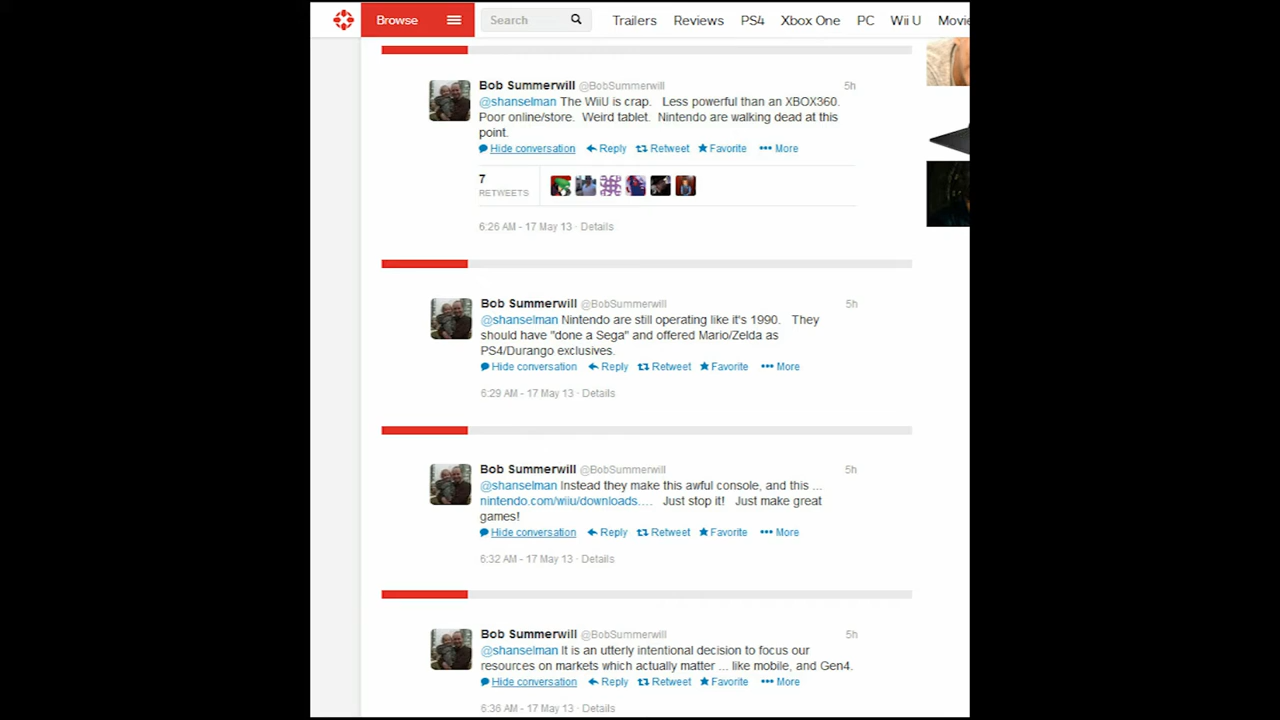 Browse Search Trailers Reviews PS4 Xbox One PC Wii U Movie
Bob Summerwill @BobSummerwill 5h
@shanselman The WiiU is crap. Less powerful than an XBOX360.
Poor online/store. Weird tablet. Nintendo are walking dead at this
point.
Hide conversation Reply Retweet Favorite More
7
RETWEETS
6:26 AM - 17 May 13 · Details
Bob Summerwill @BobSummerwill 5h
@shanselman Nintendo are still operating like it's 1990. They
should have "done a Sega" and offered Mario/Zelda as
PS4/Durango exclusives.
Hide conversation Reply Retweet Favorite More
6:29 AM - 17 May 13 · Details
Bob Summerwill @BobSummerwill 5h
@shanselman Instead they make this awful console, and this ...
nintendo.com/wiiu/downloads.… Just stop it! Just make great
games!
Hide conversation Reply Retweet Favorite More
6:32 AM - 17 May 13 · Details
Bob Summerwill @BobSummerwill 5h
@shanselman It is an utterly intentional decision to focus our
resources on markets which actually matter ... like mobile, and Gen4.
Hide conversation Reply Retweet Favorite More
6:36 AM - 17 May 13 · Details